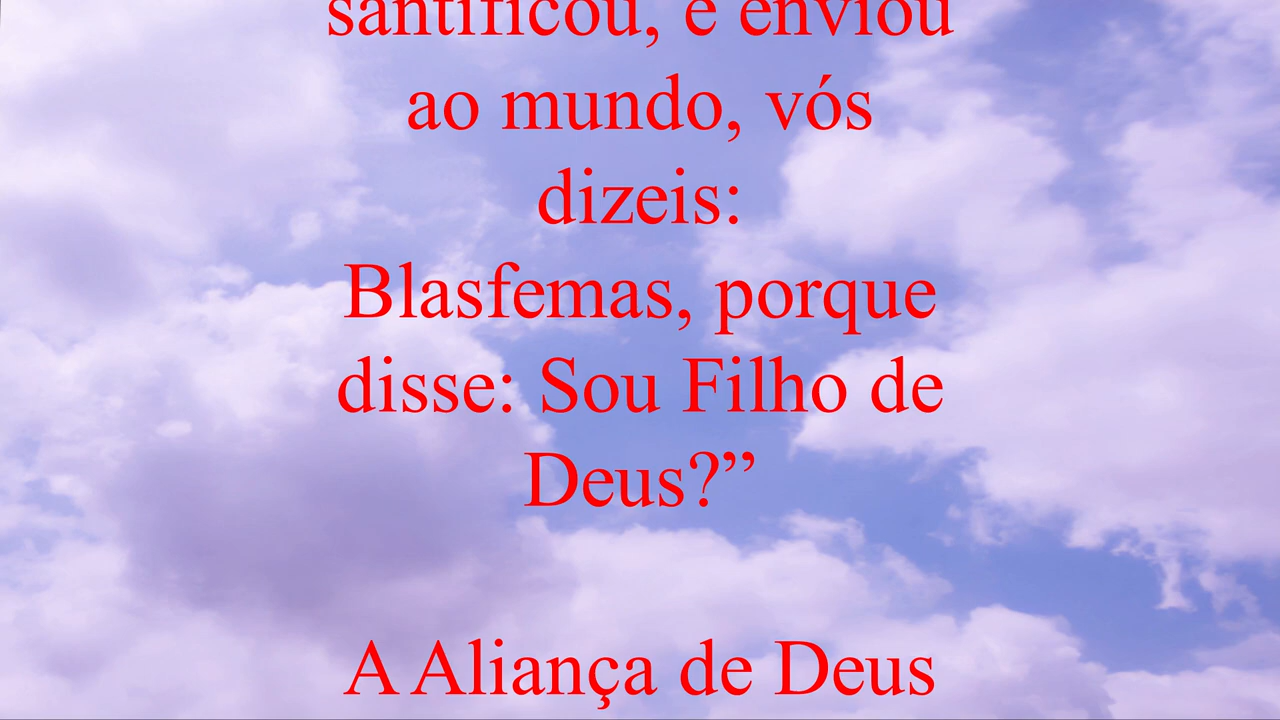 santificou, e enviou
ao mundo, vós
dizeis:
Blasfemas, porque
disse: Sou Filho de
Deus?”
A Aliança de Deus